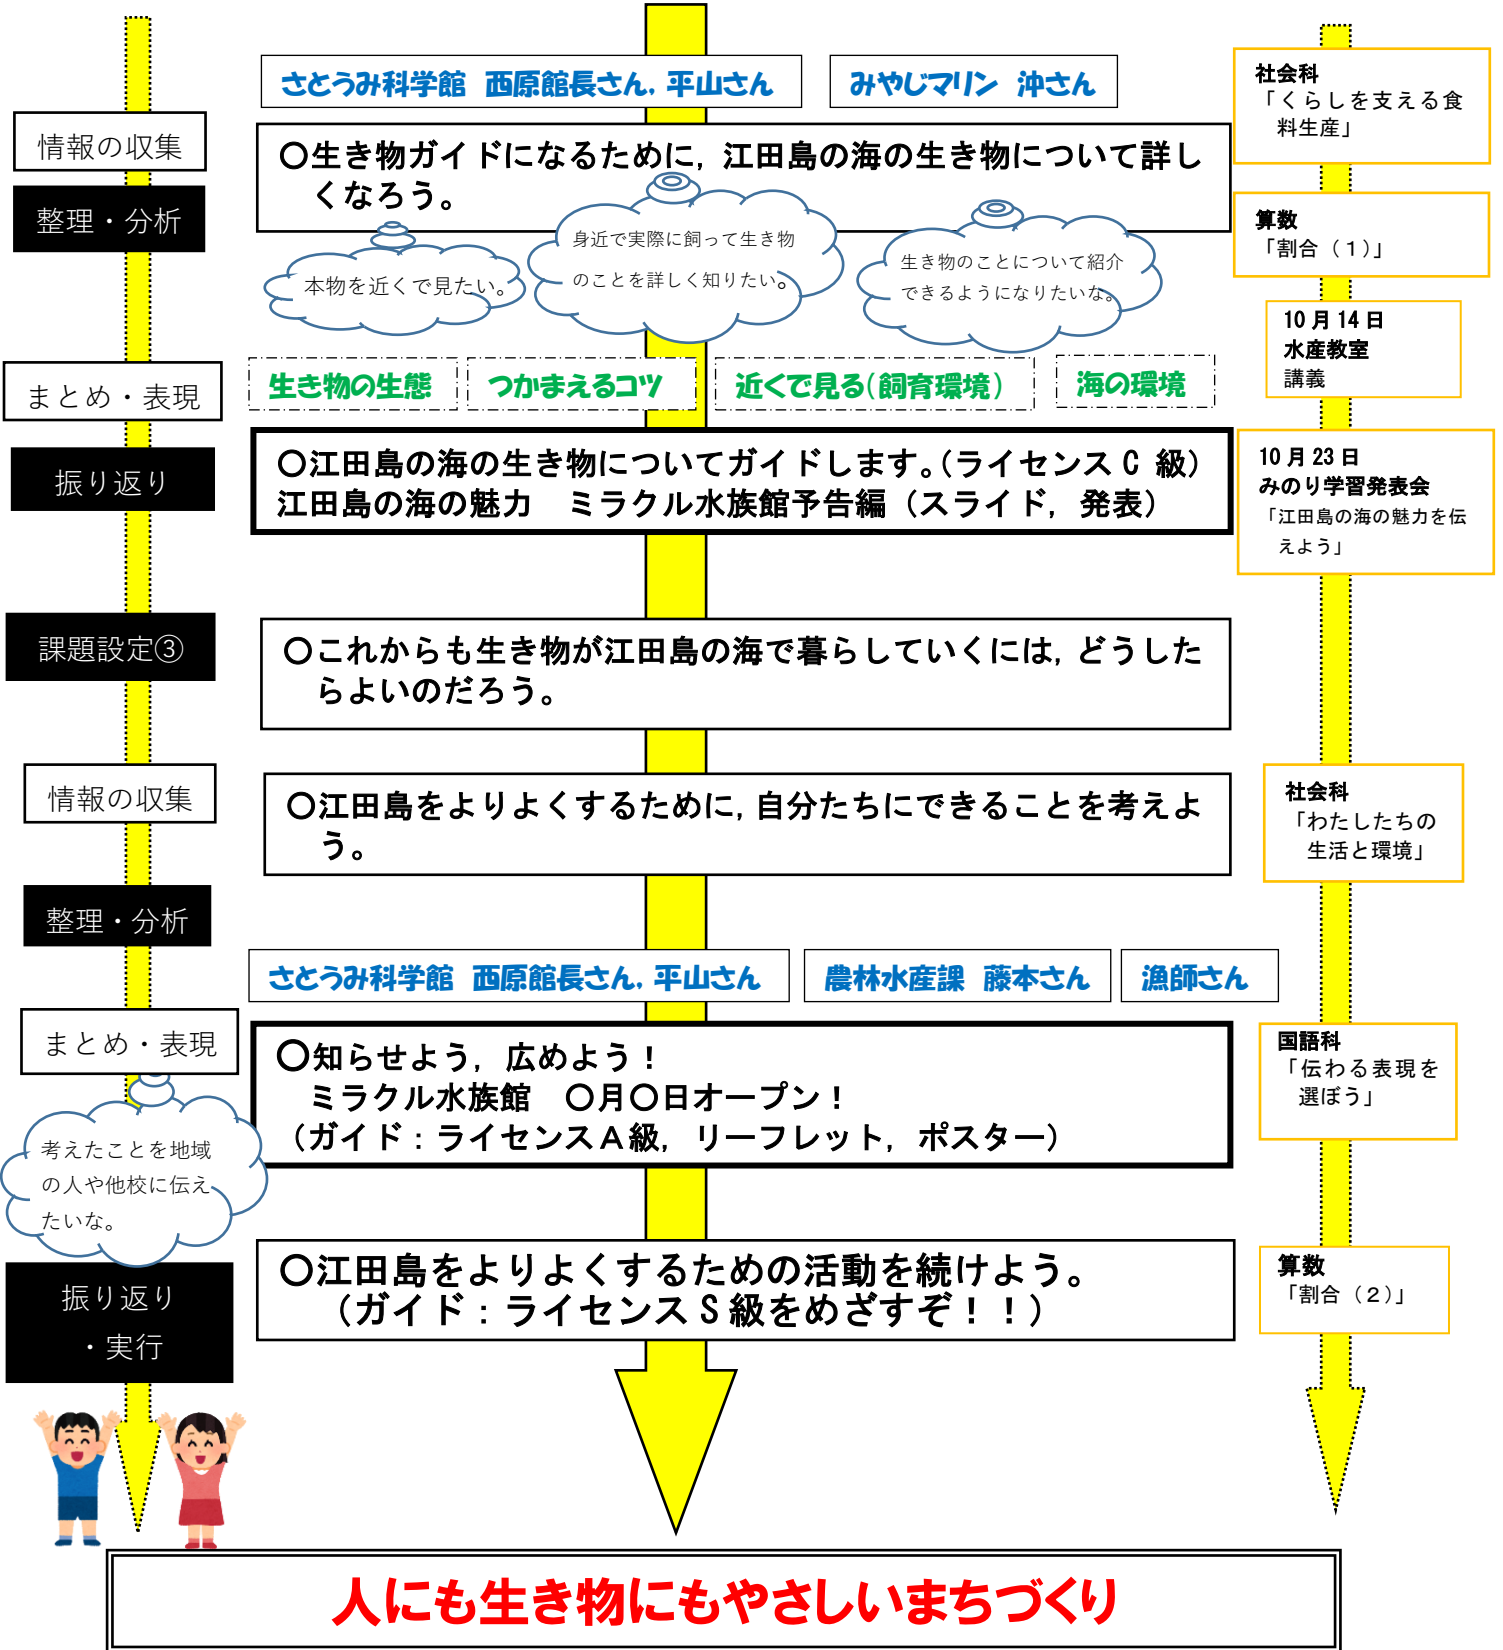 さとうみ科学館　西原館長さん，平山さん
みやじマリン　沖さん
社会科
「くらしを支える食
料生産」
情報の収集
〇生き物ガイドになるために，江田島の海の生き物について詳し
くなろう。
整理・分析
算数
「割合（１）」
本物を近くで見たい。
身近で実際に飼って生き物
のことを詳しく知りたい。
生き物のことについて紹介
できるようになりたいな。
10月14日
水産教室
講義
まとめ・表現
生き物の生態
つかまえるコツ
近くで見る（飼育環境）
海の環境
振り返り
〇江田島の海の生き物についてガイドします。（ライセンスＣ級）
江田島の海の魅力　ミラクル水族館予告編（スライド，発表）
10月23日
みのり学習発表会
「江田島の海の魅力を伝
えよう」
課題設定③
〇これからも生き物が江田島の海で暮らしていくには，どうした
らよいのだろう。
情報の収集
〇江田島をよりよくするために，自分たちにできることを考えよ
う。
社会科
「わたしたちの
生活と環境」
整理・分析
さとうみ科学館　西原館長さん，平山さん
農林水産課　藤本さん
漁師さん
まとめ・表現
〇知らせよう，広めよう！
ミラクル水族館　〇月〇日オープン！
（ガイド：ライセンスＡ級，リーフレット，ポスター）
国語科
「伝わる表現を
選ぼう」
考えたことを地域
の人や他校に伝え
たいな。
振り返り
・実行
〇江田島をよりよくするための活動を続けよう。
（ガイド：ライセンスＳ級をめざすぞ！！）
算数
「割合（２）」
人にも生き物にもやさしいまちづくり